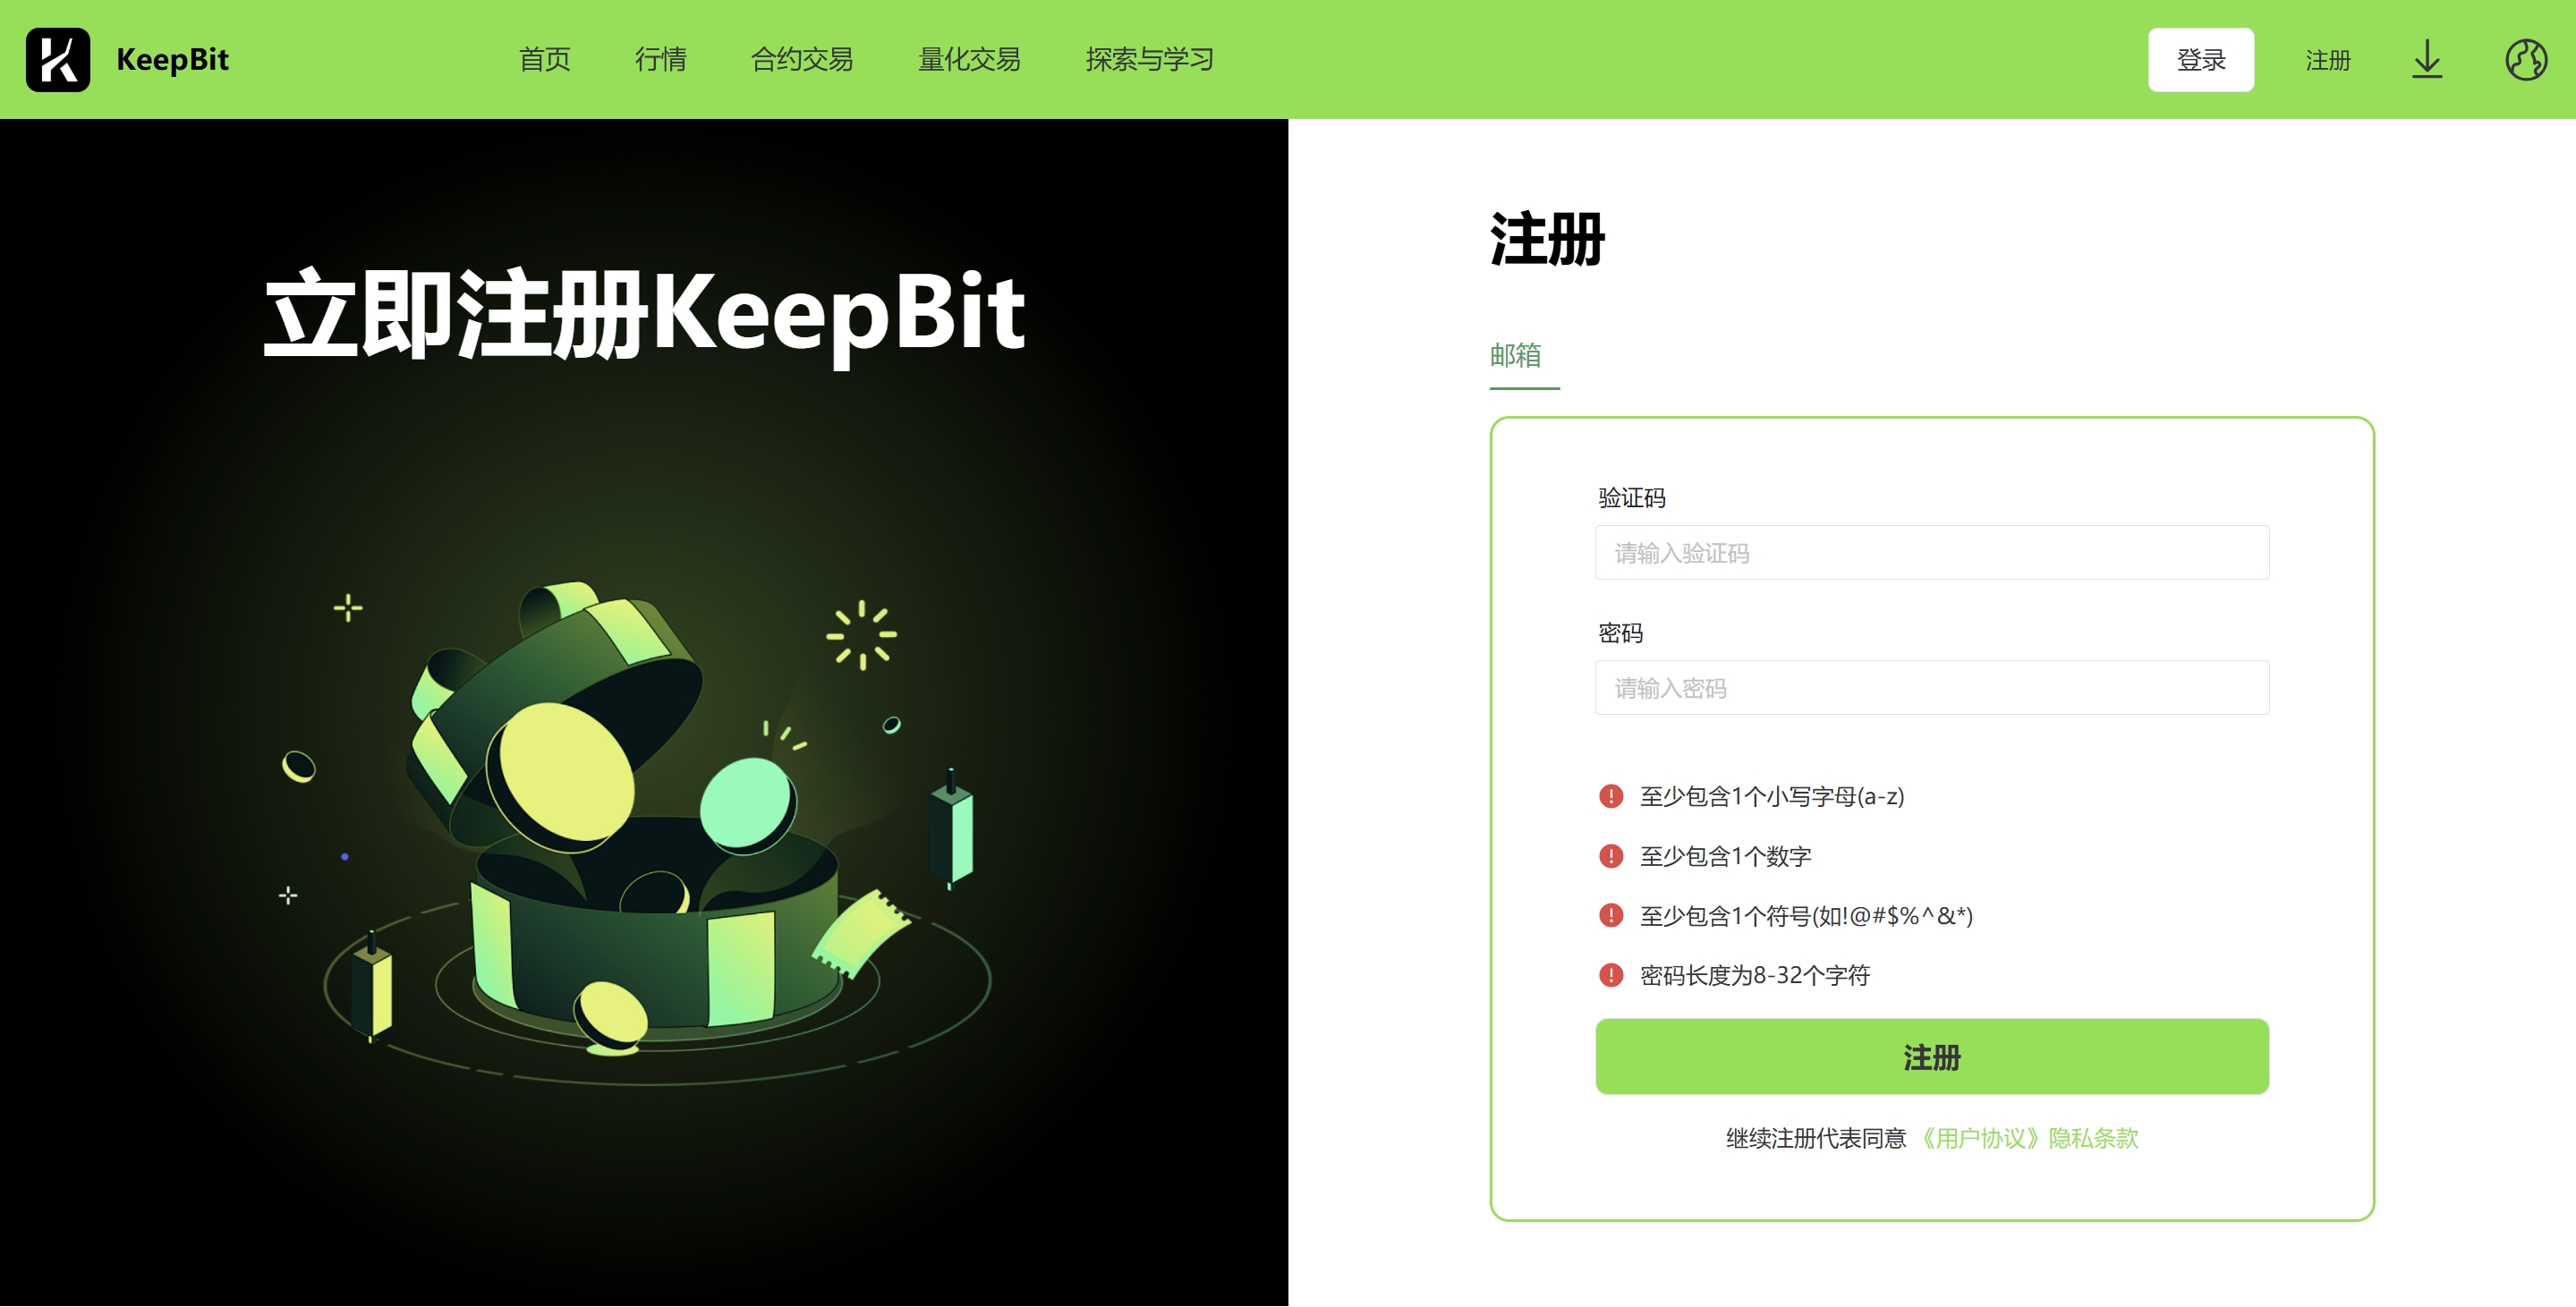 KeepBit
首页 行情 合约交易 量化交易 探索与学习
登录 注册
立即注册KeepBit
注册
邮箱
验证码
请输入验证码
密码
请输入密码
至少包含1个小写字母(a-z)
至少包含1个数字
至少包含1个符号(如!@#$%^&*)
密码长度为8-32个字符
注册
继续注册代表同意 《用户协议》隐私条款